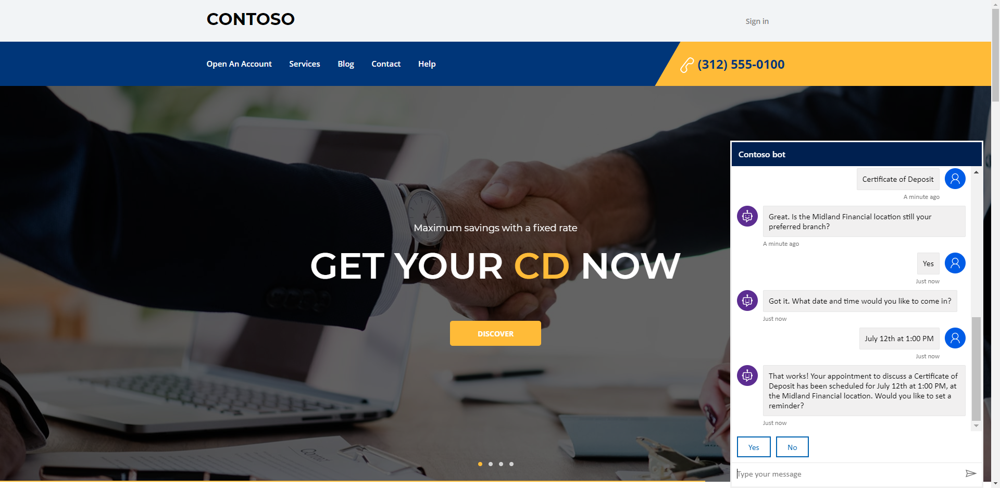 CONTOSO
Sign in
Open An Account
Services
Blog
Contact
Help
(312) 555-0100
Maximum savings with a fixed rate
GET YOUR CD NOW
DISCOVER
Contoso bot
Certificate of Deposit
A minute ago
Great. Is the Midland Financial location still your
preferred branch?
A minute ago
Yes
Just now
Got it. What date and time would you like to come in?
Just now
July 12th at 1:00 PM
Just now
That works! Your appointment to discuss a Certificate of
Deposit has been scheduled for July 12th at 1:00 PM, at
the Midland Financial location. Would you like to set a
reminder?
Just now
Yes
No
Type your message